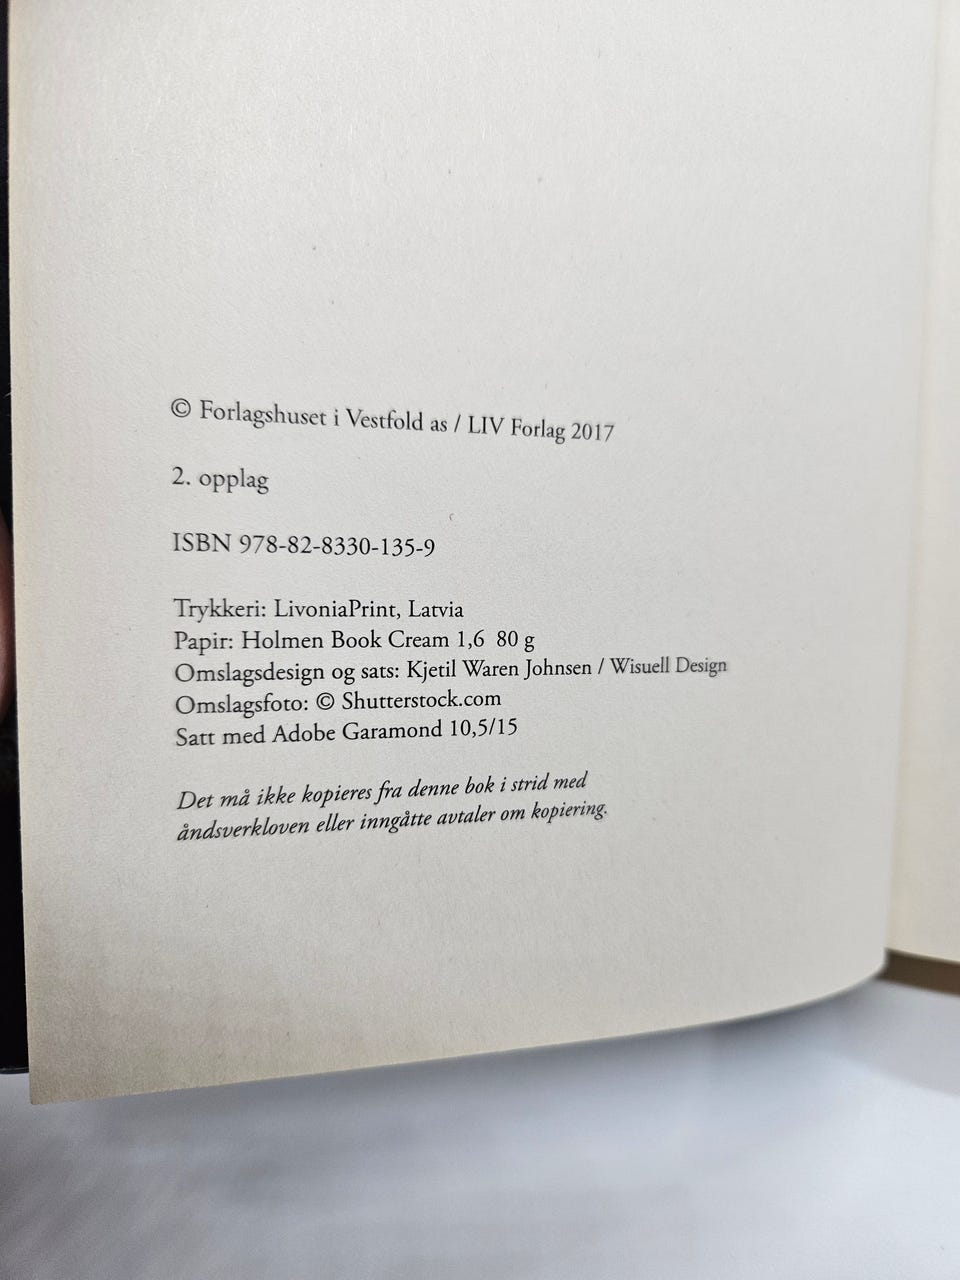 © Forlagshuset i Vestfold as / LIV Forlag 2017
2. opplag
ISBN 978-82-8330-135-9
Trykkeri: LivoniaPrint, Latvia
Papir: Holmen Book Cream 1,6  80 g
Omslagsdesign og sats: Kjetil Waren Johnsen / Wisuell Design
Omslagsfoto: © Shutterstock.com
Satt med Adobe Garamond 10,5/15
Det må ikke kopieres fra denne bok i strid med
åndsverkloven eller inngåtte avtaler om kopiering.